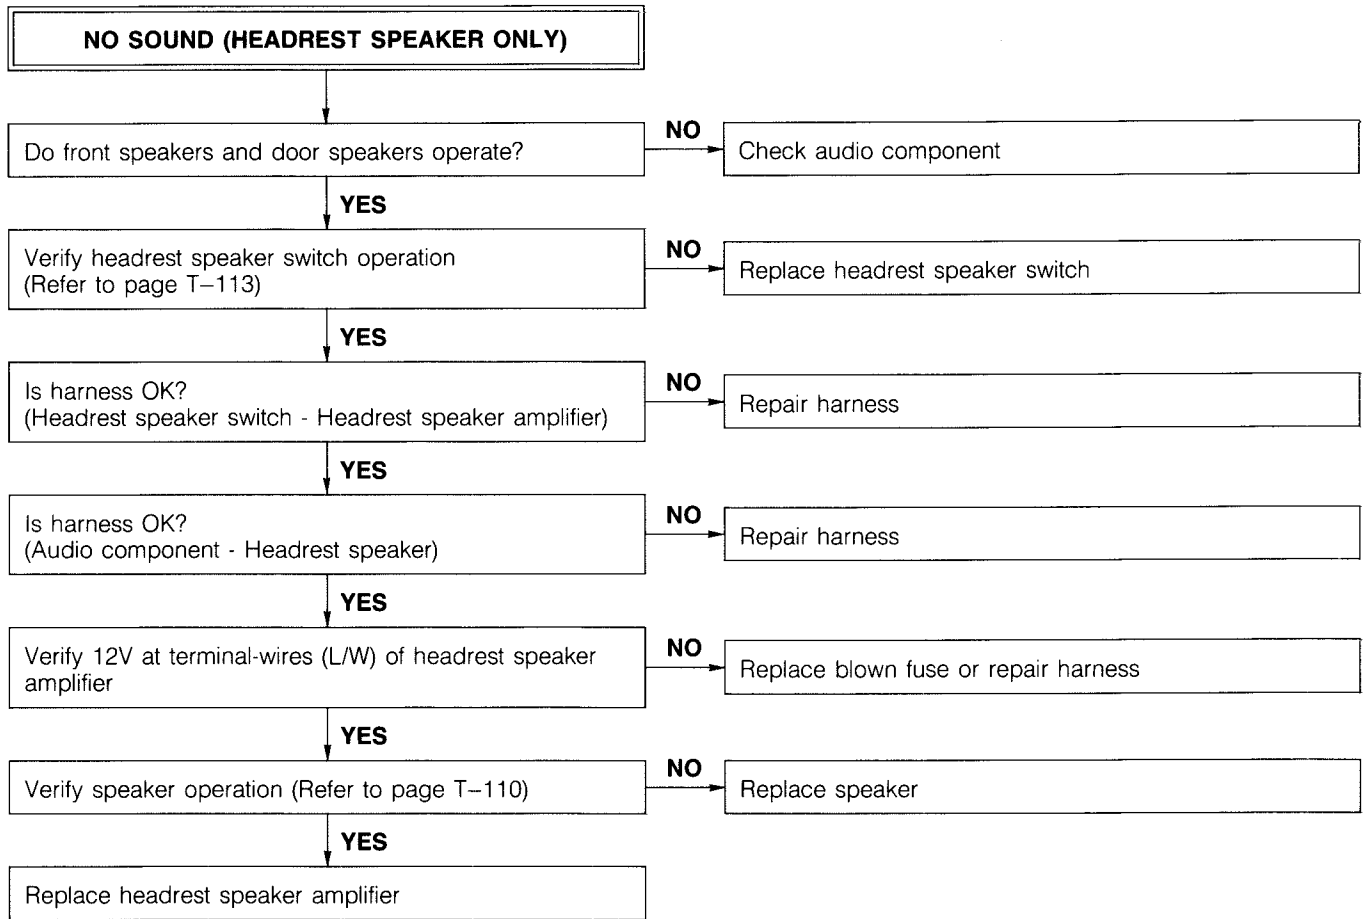 NO SOUND (HEADREST SPEAKER ONLY)
Do front speakers and door speakers operate?
NO
Check audio component
YES
Verify headrest speaker switch operation
(Refer to page T–113)
NO
Replace headrest speaker switch
YES
Is harness OK?
(Headrest speaker switch - Headrest speaker amplifier)
NO
Repair harness
YES
Is harness OK?
(Audio component - Headrest speaker)
NO
Repair harness
YES
Verify 12V at terminal-wires (L/W) of headrest speaker
amplifier
NO
Replace blown fuse or repair harness
YES
Verify speaker operation (Refer to page T–110)
NO
Replace speaker
YES
Replace headrest speaker amplifier